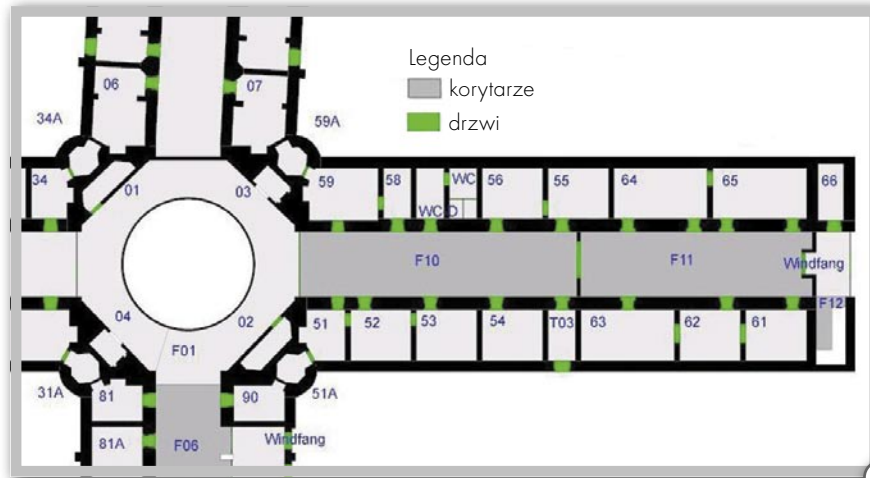 Legenda
korytarze
drzwi
06
07
34A
59A
34
01
03
59
58
WC
WC D
56
55
64
65
66
F10
F11
Windfang
F12
04
02
F01
51
52
53
54
T03
63
62
61
31A
81
90
51A
81A
F06
Windfang